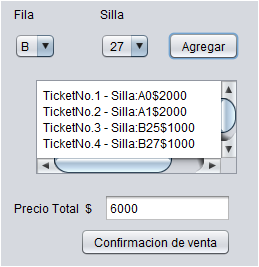 Fila Silla
B 27 Agregar
TicketNo.1 - Silla:A0$2000
TicketNo.2 - Silla:A1$2000
TicketNo.3 - Silla:B25$1000
TicketNo.4 - Silla:B27$1000
Precio Total $ 6000
Confirmacion de venta